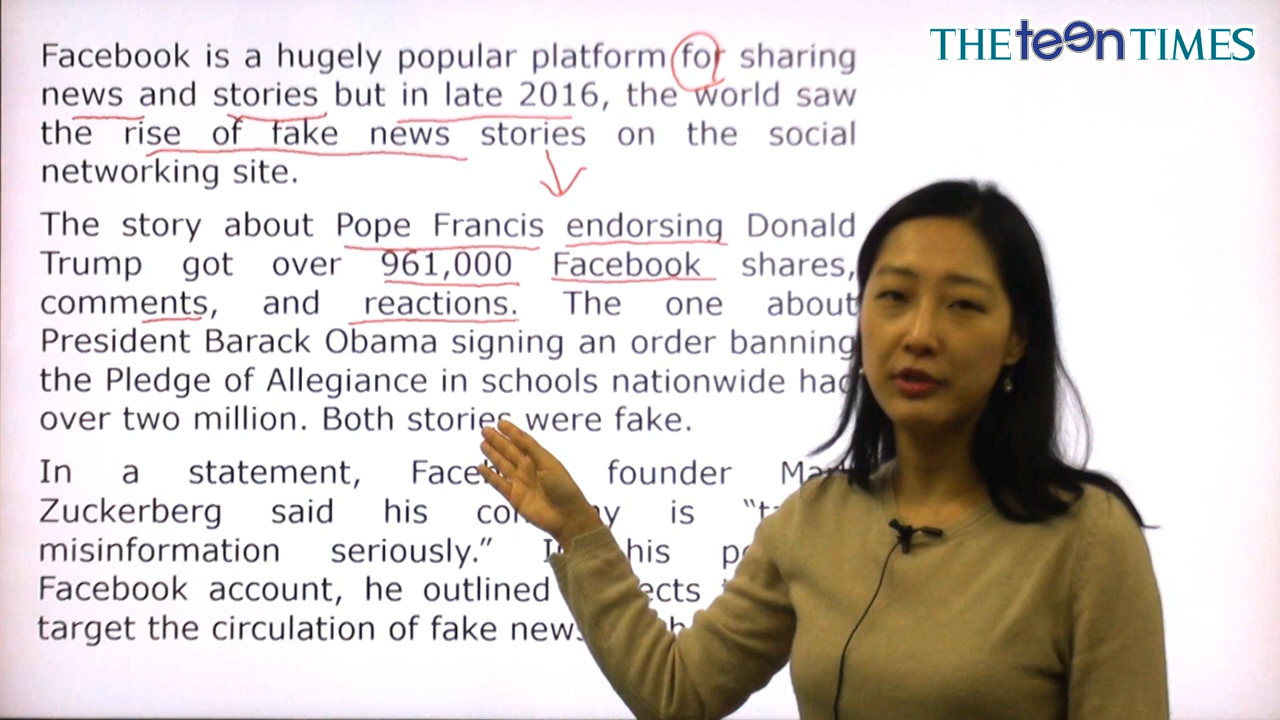 THE teen TIMES
Facebook is a hugely popular platform for sharing
news and stories but in late 2016, the world saw
the rise of fake news stories on the social
networking site.
The story about Pope Francis endorsing Donald
Trump got over 961,000 Facebook shares,
comments, and reactions. The one about
President Barack Obama signing an order banning
the Pledge of Allegiance in schools nationwide had
over two million. Both stories were fake.
In a statement, founder
Zuckerberg said his is
misinformation seriously.” his
Facebook account, he outlined
target the circulation of fake news